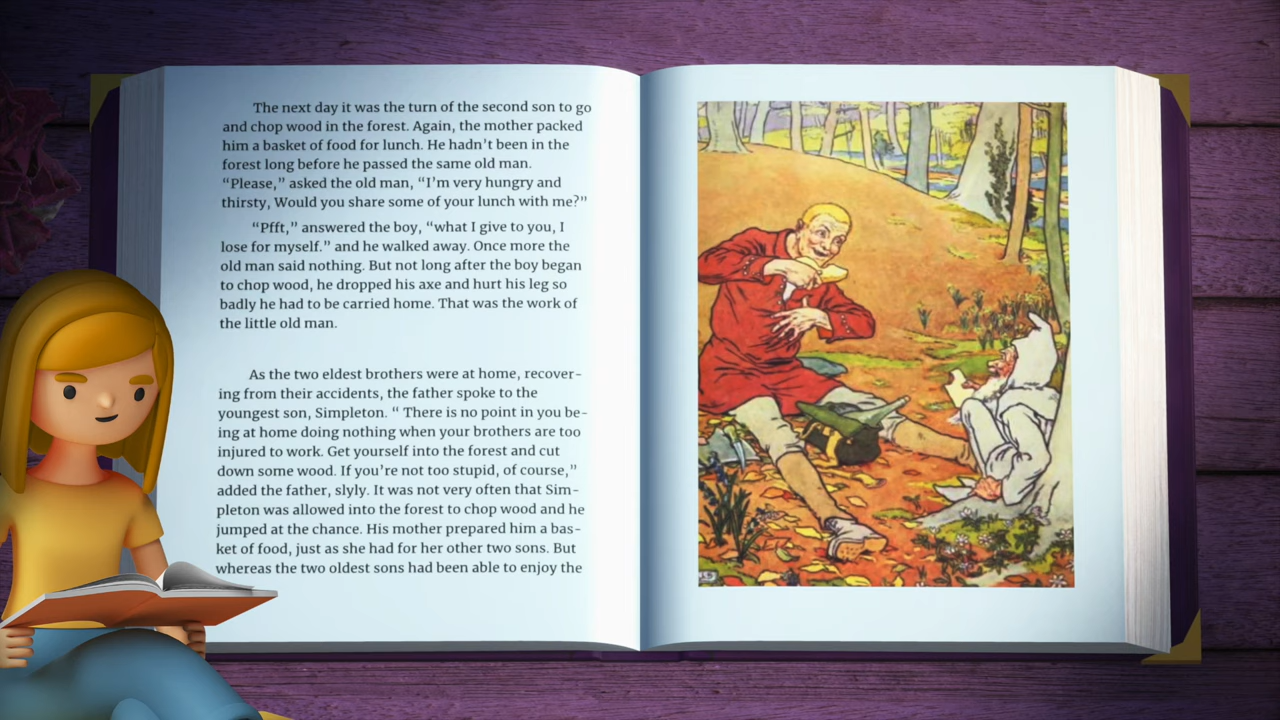 The next day it was the turn of the second son to go
and chop wood in the forest. Again, the mother packed
him a basket of food for lunch. He hadn't been in the
forest long before he passed the same old man.
“Please,” asked the old man, “I'm very hungry and
thirsty, Would you share some of your lunch with me?”
“Pfft,” answered the boy, “what I give to you, I
lose for myself.” and he walked away. Once more the
old man said nothing. But not long after the boy began
to chop wood, he dropped his axe and hurt his leg so
badly he had to be carried home. That was the work of
the little old man.
As the two eldest brothers were at home, recover-
ing from their accidents, the father spoke to the
youngest son, Simpleton. “ There is no point in you be-
ing at home doing nothing when your brothers are too
injured to work. Get yourself into the forest and cut
down some wood. If you're not too stupid, of course,”
added the father, slyly. It was not very often that Sim-
pleton was allowed into the forest to chop wood and he
jumped at the chance. His mother prepared him a bas-
ket of food, just as she had for her other two sons. But
whereas the two oldest sons had been able to enjoy the